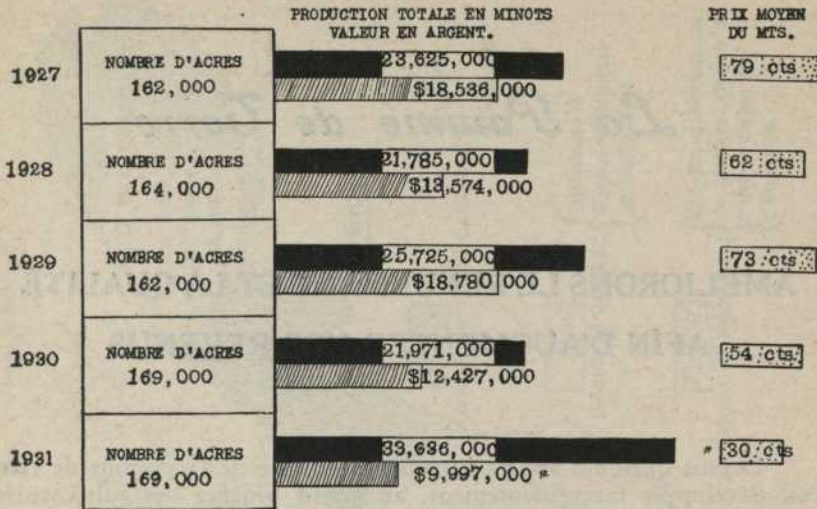 PRODUCTION TOTALE EN MINOTS
VALEUR EN ARGENT.
PRIX MOYEN
DU MTS.
1927
NOMBRE D'ACRES
162,000
23,625,000
$18,536,000
79 cts
1928
NOMBRE D'ACRES
164,000
21,785,000
$13,574,000
62 cts
1929
NOMBRE D'ACRES
162,000
25,725,000
$18,780,000
73 cts
1930
NOMBRE D'ACRES
169,000
21,971,000
$12,427,000
54 cts.
1931
NOMBRE D'ACRES
169,000
33,636,000
$9,997,000 "
" 30 cts